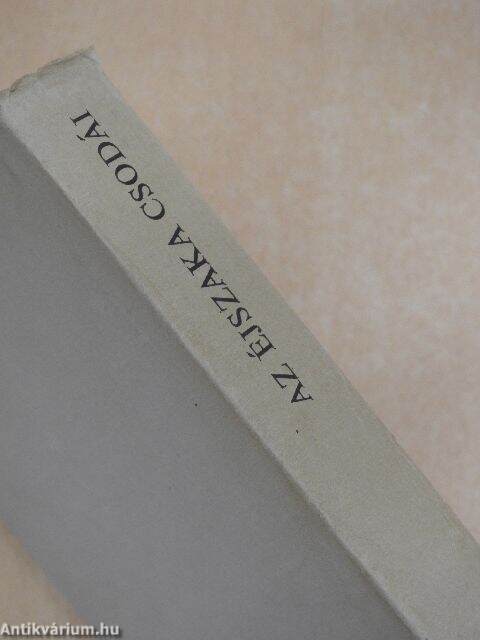 AZ ÉJSZAKA CSODÁI
Antikvárium.hu